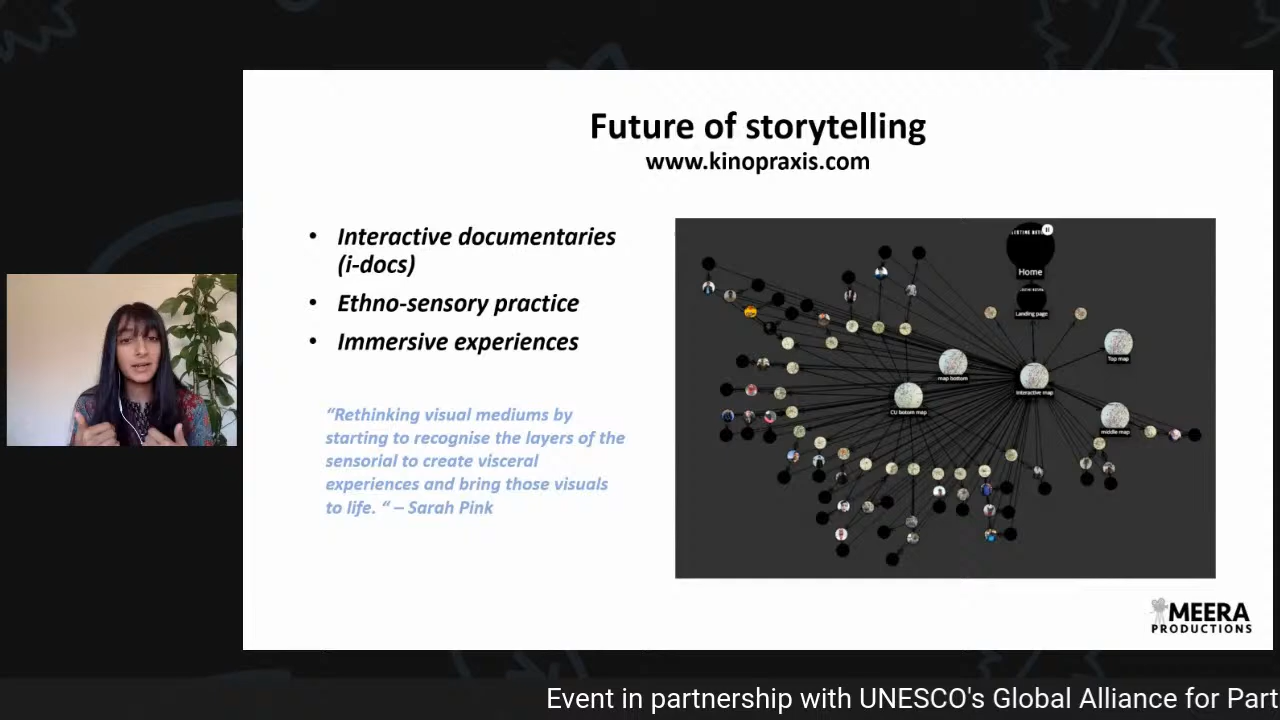 Future of storytelling
www.kinopraxis.com
• Interactive documentaries
(i-docs)
• Ethno-sensory practice
• Immersive experiences
“Rethinking visual mediums by
starting to recognise the layers of the
sensorial to create visceral
experiences and bring those visuals
to life. “ – Sarah Pink
Home
Landing page
Top map
map bottom
Interactive map
CU botom map
middle map
MEERA
PRODUCTIONS
Event in partnership with UNESCO's Global Alliance for Part